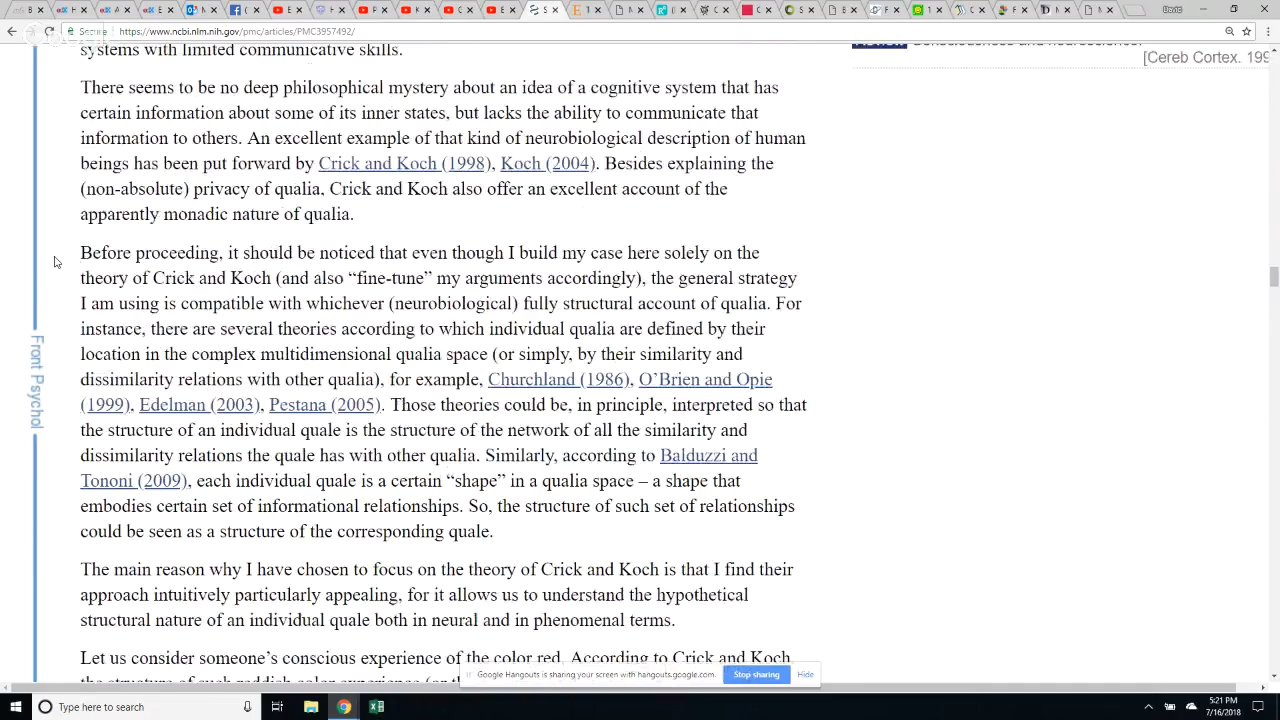 Secure
https://www.ncbi.nlm.nih.gov/pmc/articles/PMC3957492/
systems with limited communicative skills.
[Cereb Cortex. 199
There seems to be no deep philosophical mystery about an idea of a cognitive system that has
certain information about some of its inner states, but lacks the ability to communicate that
information to others. An excellent example of that kind of neurobiological description of human
beings has been put forward by Crick and Koch (1998), Koch (2004). Besides explaining the
(non-absolute) privacy of qualia, Crick and Koch also offer an excellent account of the
apparently monadic nature of qualia.
Before proceeding, it should be noticed that even though I build my case here solely on the
theory of Crick and Koch (and also “fine-tune” my arguments accordingly), the general strategy
I am using is compatible with whichever (neurobiological) fully structural account of qualia. For
instance, there are several theories according to which individual qualia are defined by their
location in the complex multidimensional qualia space (or simply, by their similarity and
dissimilarity relations with other qualia), for example, Churchland (1986), O’Brien and Opie
(1999), Edelman (2003), Pestana (2005). Those theories could be, in principle, interpreted so that
the structure of an individual quale is the structure of the network of all the similarity and
dissimilarity relations the quale has with other qualia. Similarly, according to Balduzzi and
Tononi (2009), each individual quale is a certain “shape” in a qualia space – a shape that
embodies certain set of informational relationships. So, the structure of such set of relationships
could be seen as a structure of the corresponding quale.
The main reason why I have chosen to focus on the theory of Crick and Koch is that I find their
approach intuitively particularly appealing, for it allows us to understand the hypothetical
structural nature of an individual quale both in neural and in phenomenal terms.
Let us consider someone’s conscious experience of the color red. According to Crick and Koch,
Front Psychol
Google Hangouts is sharing your screen with hangouts.google.com.
Stop sharing
Hide
Type here to search
5:21 PM
7/16/2018